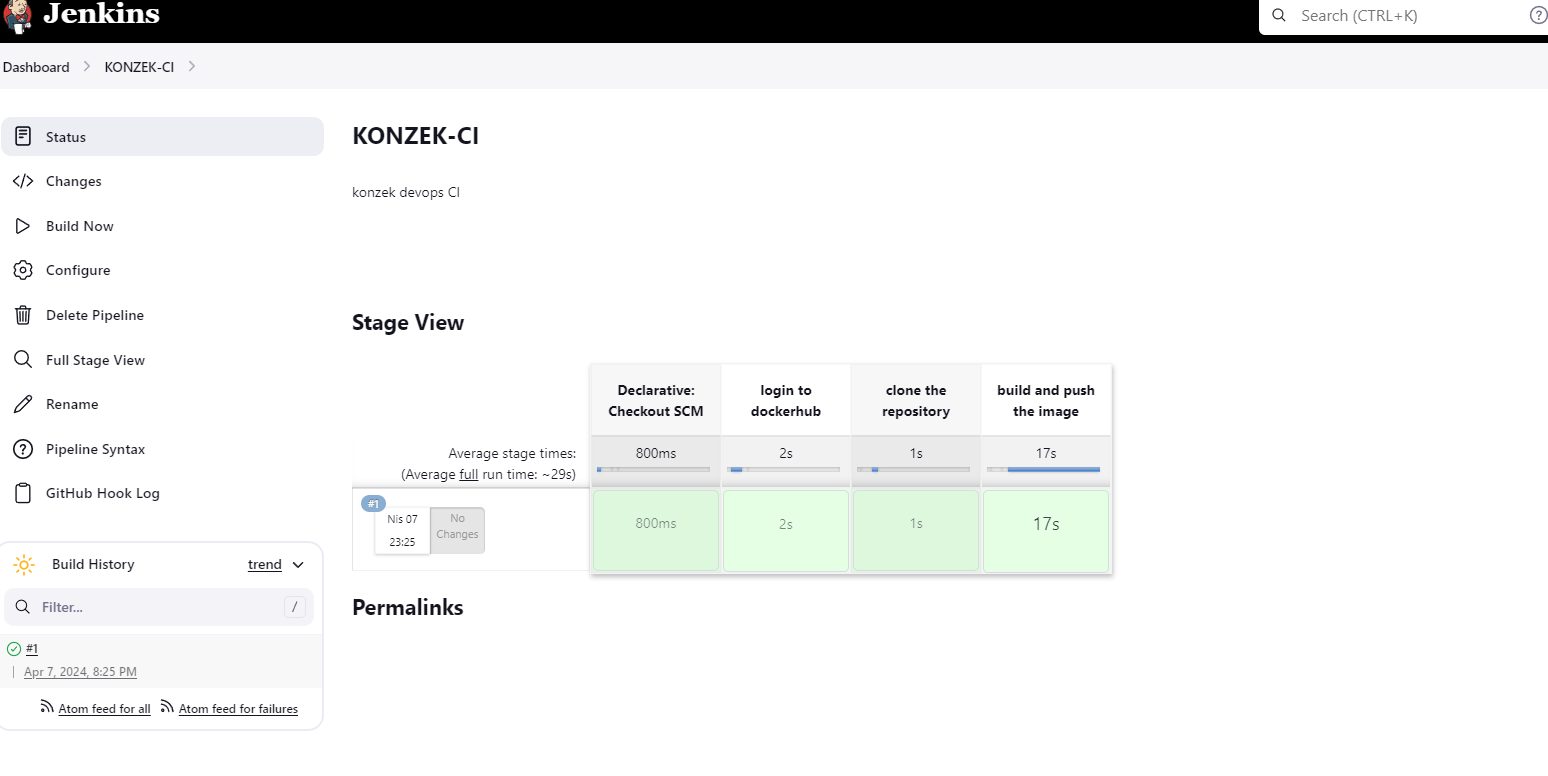 Jenkins
Search (CTRL+K)
?
Dashboard
KONZEK-CI
Status
Changes
Build Now
Configure
Delete Pipeline
Full Stage View
Rename
Pipeline Syntax
GitHub Hook Log
Build History
trend
Filter...
/
#1
Apr 7, 2024, 8:25 PM
Atom feed for all
Atom feed for failures
KONZEK-CI
konzek devops CI
Stage View
Declarative:
Checkout SCM
login to
dockerhub
clone the
repository
build and push
the image
Average stage times:
(Average full run time: ~29s)
800ms
2s
1s
17s
#1
Nis 07
23:25
No
Changes
800ms
2s
1s
17s
Permalinks